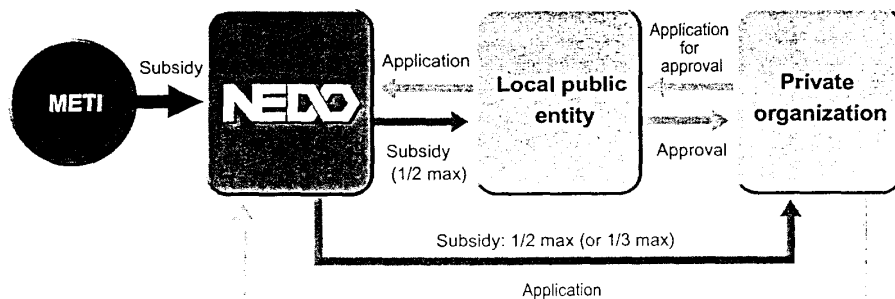 METI
Subsidy
NEDO
Application
Subsidy
(1/2 max)
Local public
entity
Application
for
approval
Approval
Private
organization
Subsidy: 1/2 max (or 1/3 max)
Application